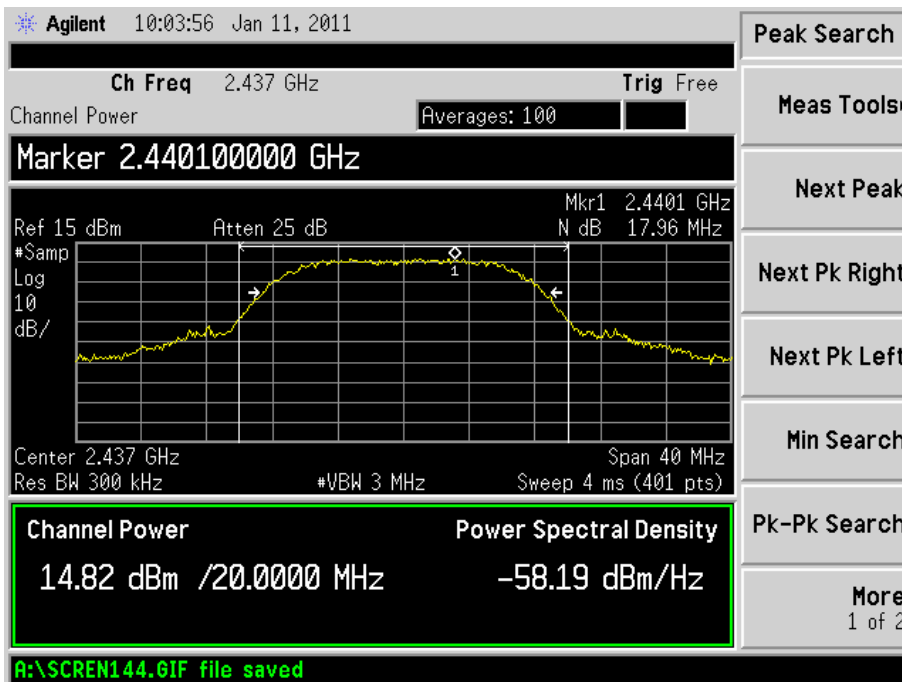 Agilent 10:03:56 Jan 11, 2011
Peak Search
Ch Freq 2.437 GHz Trig Free
Channel Power Averages: 100
Meas Tools
Marker 2.440100000 GHz
Next Peak
Mkr1 2.4401 GHz
Ref 15 dBm Atten 25 dB N dB 17.96 MHz
#Samp
Log
10
dB/
1
Next Pk Right
Next Pk Left
Center 2.437 GHz Span 40 MHz
Res BW 300 kHz #VBW 3 MHz Sweep 4 ms (401 pts)
Min Search
Channel Power Power Spectral Density
14.82 dBm /20.0000 MHz -58.19 dBm/Hz
Pk-Pk Search
More
1 of 2
A:\SCREN144.GIF file saved